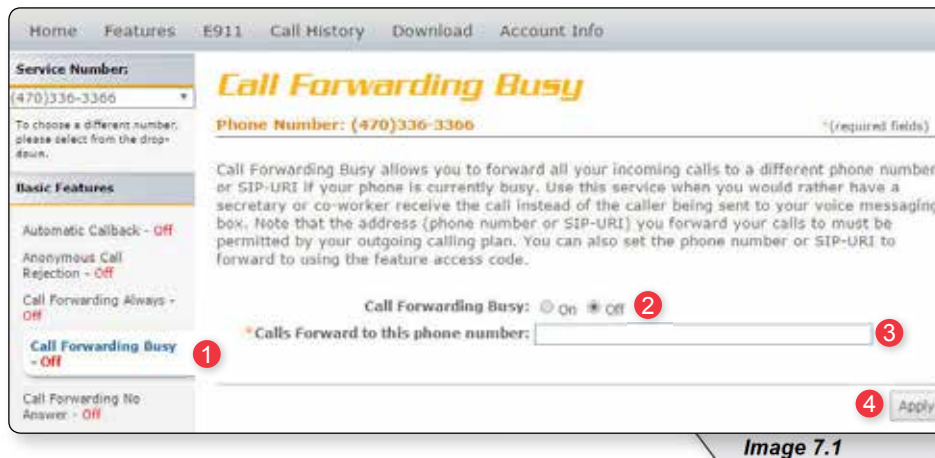 Home Features E911 Call History Download Account Info
Service Number:
(470)336-3366
To choose a different number,
please select from the drop-
down.
Basic Features
Automatic Callback - Off
Anonymous Call
Rejection - Off
Call Forwarding Always -
Off
Call Forwarding Busy
- Off
1
Call Forwarding No
Answer - Off
Call Forwarding Busy
Phone Number: (470)336-3366 *(required fields)
Call Forwarding Busy allows you to forward all your incoming calls to a different phone number
or SIP-URI if your phone is currently busy. Use this service when you would rather have a
secretary or co-worker receive the call instead of the caller being sent to your voice messaging
box. Note that the address (phone number or SIP-URI) you forward your calls to must be
permitted by your outgoing calling plan. You can also set the phone number or SIP-URI to
forward to using the feature access code.
Call Forwarding Busy: On Off 2
*Calls Forward to this phone number: 3
4 Apply
Image 7.1